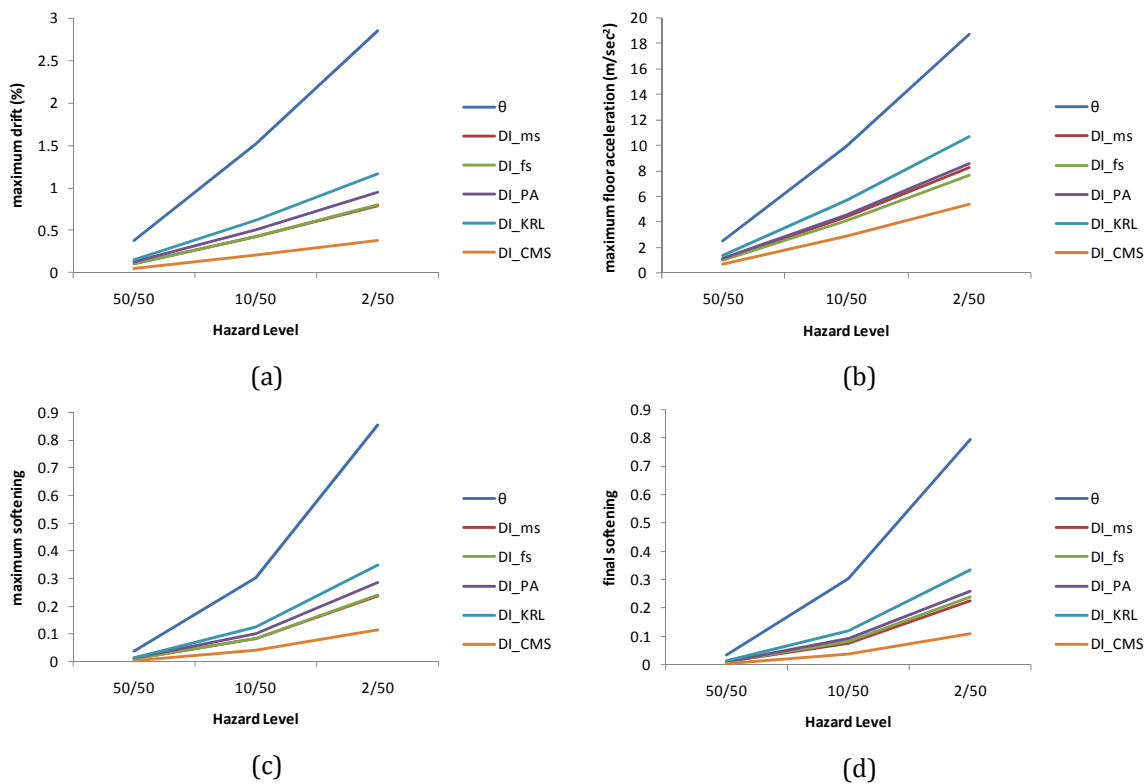 3
2.5
2
1.5
1
0.5
0
maximum drift (%)
50/50 10/50 2/50
Hazard Level
θ
DI_ms
DI_fs
DI_PA
DI_KRL
DI_CMS
(a)
20
18
16
14
12
10
8
6
4
2
0
maximum floor acceleration (m/sec²)
50/50 10/50 2/50
Hazard Level
θ
DI_ms
DI_fs
DI_PA
DI_KRL
DI_CMS
(b)
0.9
0.8
0.7
0.6
0.5
0.4
0.3
0.2
0.1
0
maximum softening
50/50 10/50 2/50
Hazard Level
θ
DI_ms
DI_fs
DI_PA
DI_KRL
DI_CMS
(c)
0.9
0.8
0.7
0.6
0.5
0.4
0.3
0.2
0.1
0
final softening
50/50 10/50 2/50
Hazard Level
θ
DI_ms
DI_fs
DI_PA
DI_KRL
DI_CMS
(d)